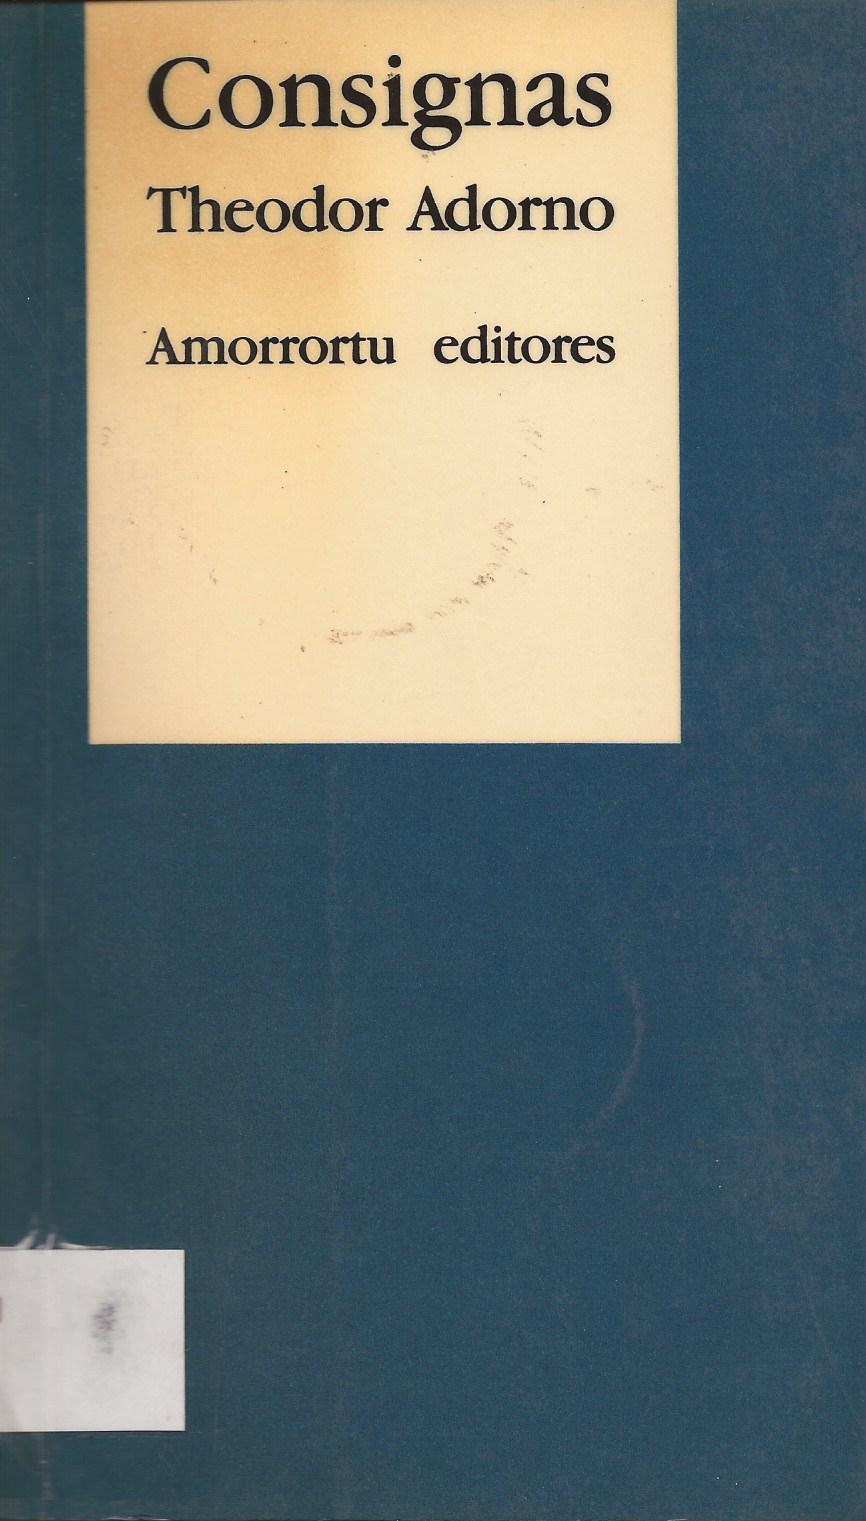 Consignas
Theodor Adorno
Amorrortu editores